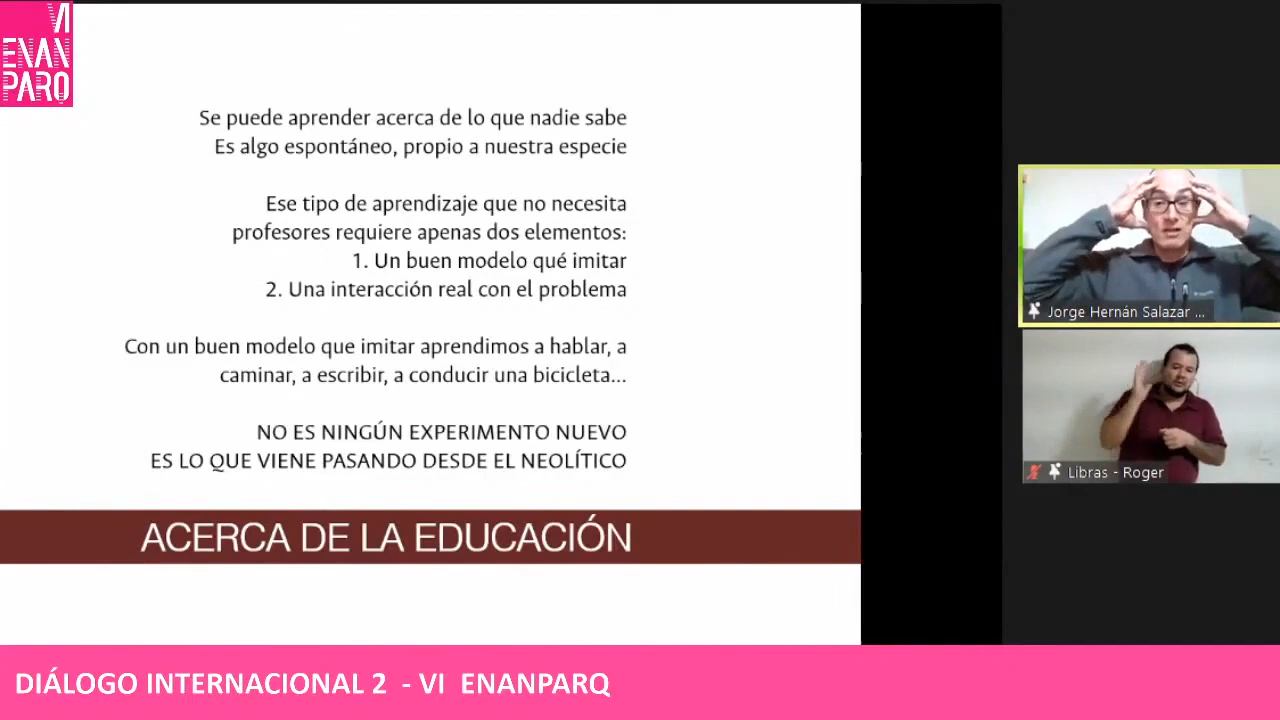 VI
ENAN
PARQ
Se puede aprender acerca de lo que nadie sabe
Es algo espontáneo, propio a nuestra especie
Ese tipo de aprendizaje que no necesita
profesores requiere apenas dos elementos:
1. Un buen modelo qué imitar
2. Una interacción real con el problema
Con un buen modelo que imitar aprendimos a hablar, a
caminar, a escribir, a conducir una bicicleta...
NO ES NINGÚN EXPERIMENTO NUEVO
ES LO QUE VIENE PASANDO DESDE EL NEOLÍTICO
ACERCA DE LA EDUCACIÓN
Jorge Hernán Salazar ...
Libras - Roger
DIÁLOGO INTERNACIONAL 2 - VI ENANPARQ